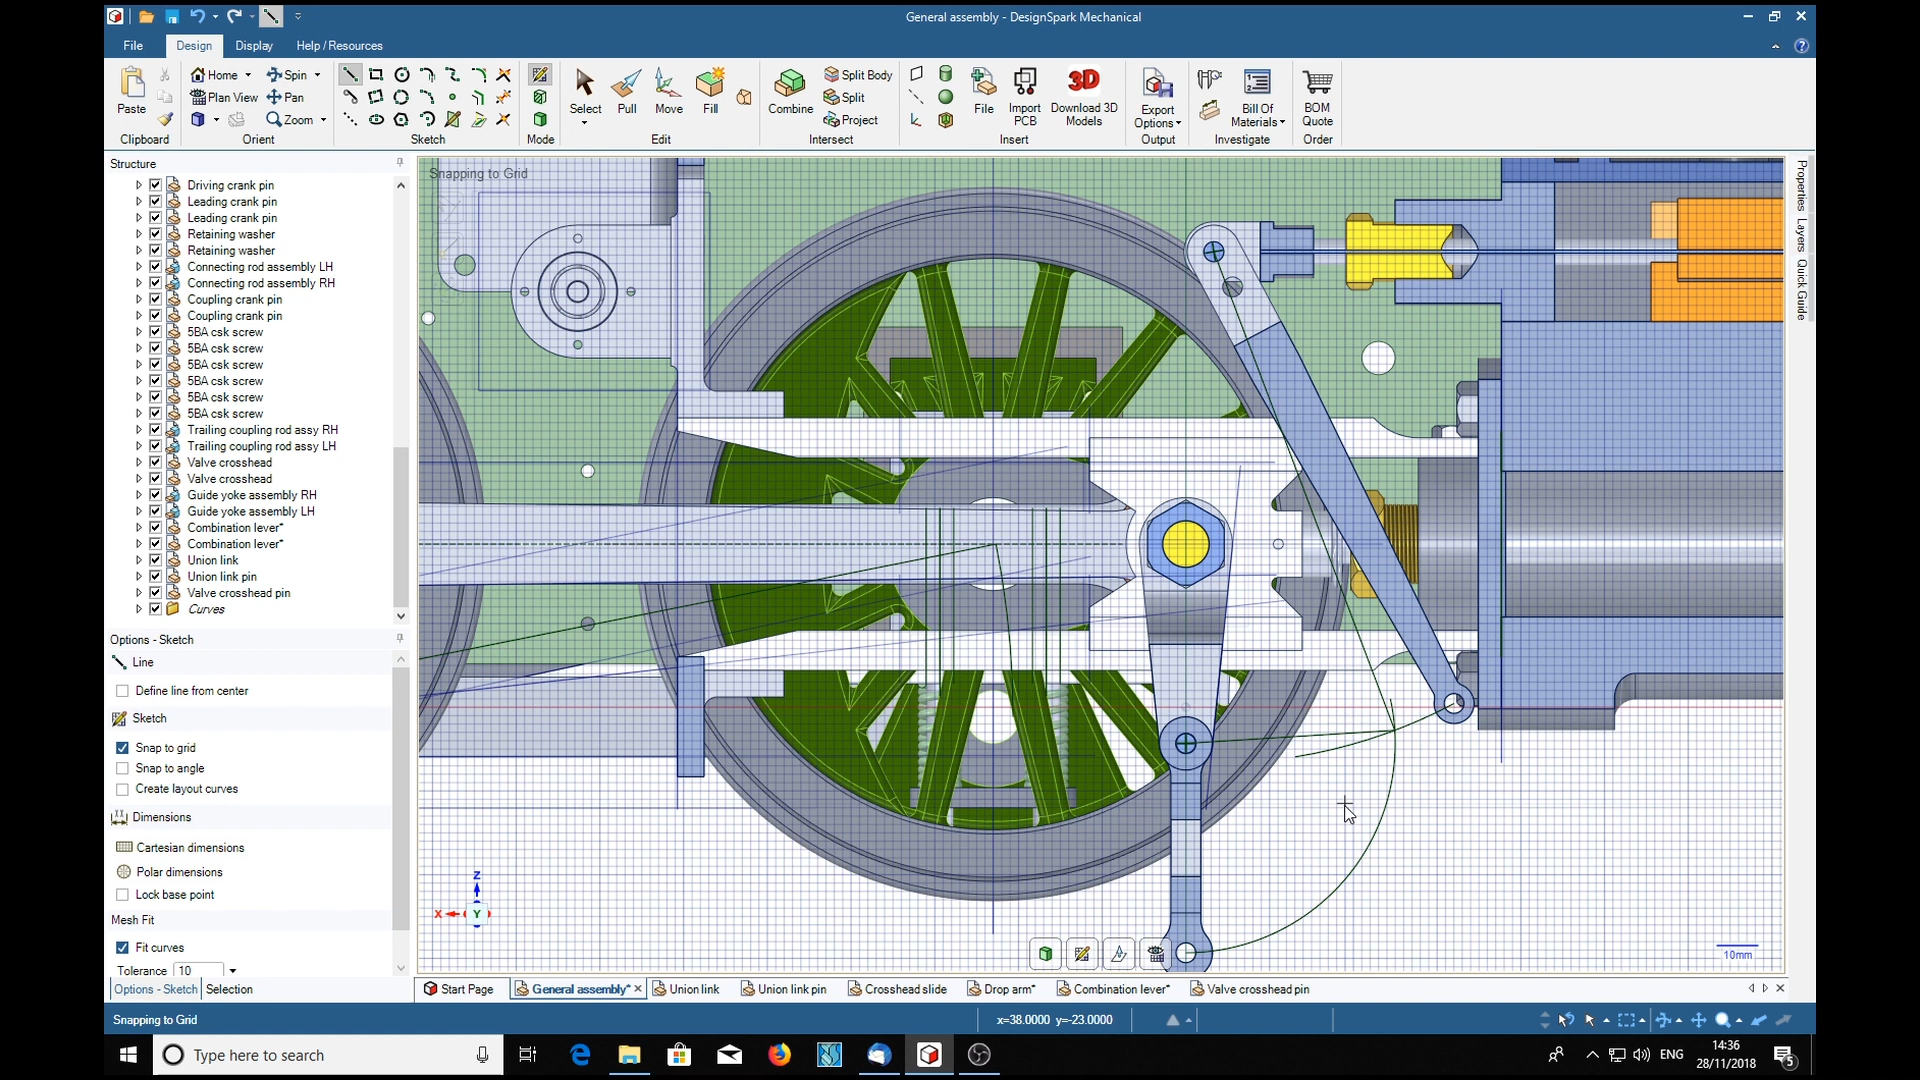 General assembly - DesignSpark Mechanical
File
Design
Display
Help / Resources
Paste
Clipboard
Home
Spin
Plan View
Pan
Zoom
Orient
Sketch
Mode
Select
Pull
Move
Fill
Edit
Combine
Split Body
Split
Project
Intersect
File
Import PCB
3D
Download 3D Models
Insert
Export Options
Output
Bill Of Materials
Investigate
BOM Quote
Order
Structure
Driving crank pin
Leading crank pin
Leading crank pin
Retaining washer
Retaining washer
Connecting rod assembly LH
Connecting rod assembly RH
Coupling crank pin
Coupling crank pin
5BA csk screw
5BA csk screw
5BA csk screw
5BA csk screw
5BA csk screw
5BA csk screw
Trailing coupling rod assy RH
Trailing coupling rod assy LH
Valve crosshead
Valve crosshead
Guide yoke assembly RH
Guide yoke assembly LH
Combination lever*
Combination lever*
Union link
Union link pin
Valve crosshead pin
Curves
Options - Sketch
Line
Define line from center
Sketch
Snap to grid
Snap to angle
Create layout curves
Dimensions
Cartesian dimensions
Polar dimensions
Lock base point
Mesh Fit
Fit curves
Tolerance 10
Options - Sketch
Selection
Snapping to Grid
Properties
Layers
Quick Guide
Z
X
Y
10mm
Start Page
General assembly*
Union link
Union link pin
Crosshead slide
Drop arm*
Combination lever*
Valve crosshead pin
Snapping to Grid
x=38.0000 y=-23.0000
Type here to search
ENG
14:36
28/11/2018
5